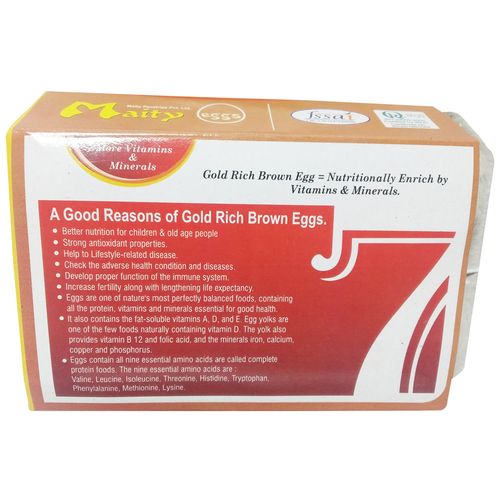 Maity
eggs
fssai
More Vitamins
&
Minerals
Gold Rich Brown Egg = Nutritionally Enrich by
Vitamins & Minerals.
A Good Reasons of Gold Rich Brown Eggs.
• Better nutrition for children & old age people
• Strong antioxidant properties.
• Help to Lifestyle-related disease.
• Check the adverse health condition and diseases.
• Develop proper function of the immune system.
• Increase fertility along with lengthening life expectancy.
• Eggs are one of nature's most perfectly balanced foods, containing
all the protein, vitamins and minerals essential for good health.
• It also contains the fat-soluble vitamins A, D, and E. Egg yolks are
one of the few foods naturally containing vitamin D. The yolk also
provides vitamin B 12 and folic acid, and the minerals iron, calcium,
copper and phosphorus.
• Eggs contain all nine essential amino acids are called complete
protein foods. The nine essential amino acids are :
Valine, Leucine, Isoleucine, Threonine, Histidine, Tryptophan,
Phenylalanine, Methionine, Lysine.
7